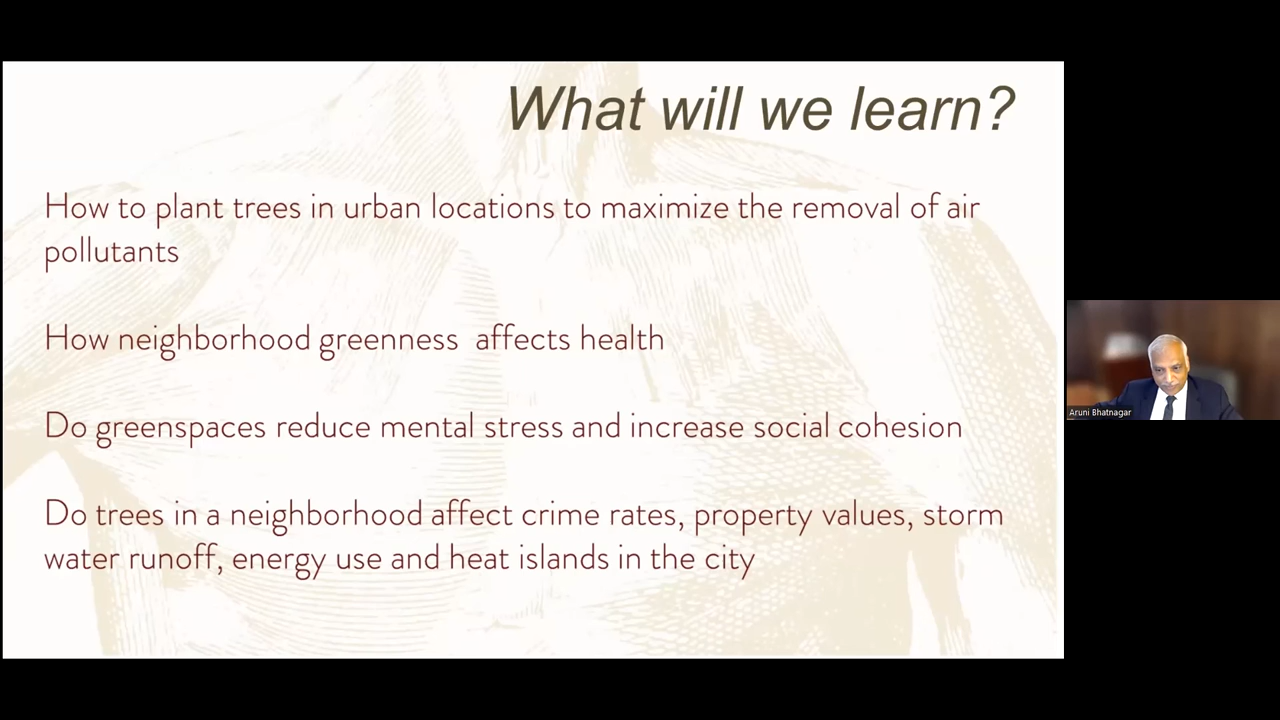 What will we learn?
How to plant trees in urban locations to maximize the removal of air
pollutants
How neighborhood greenness  affects health
Do greenspaces reduce mental stress and increase social cohesion
Do trees in a neighborhood affect crime rates, property values, storm
water runoff, energy use and heat islands in the city
Aruni Bhatnagar